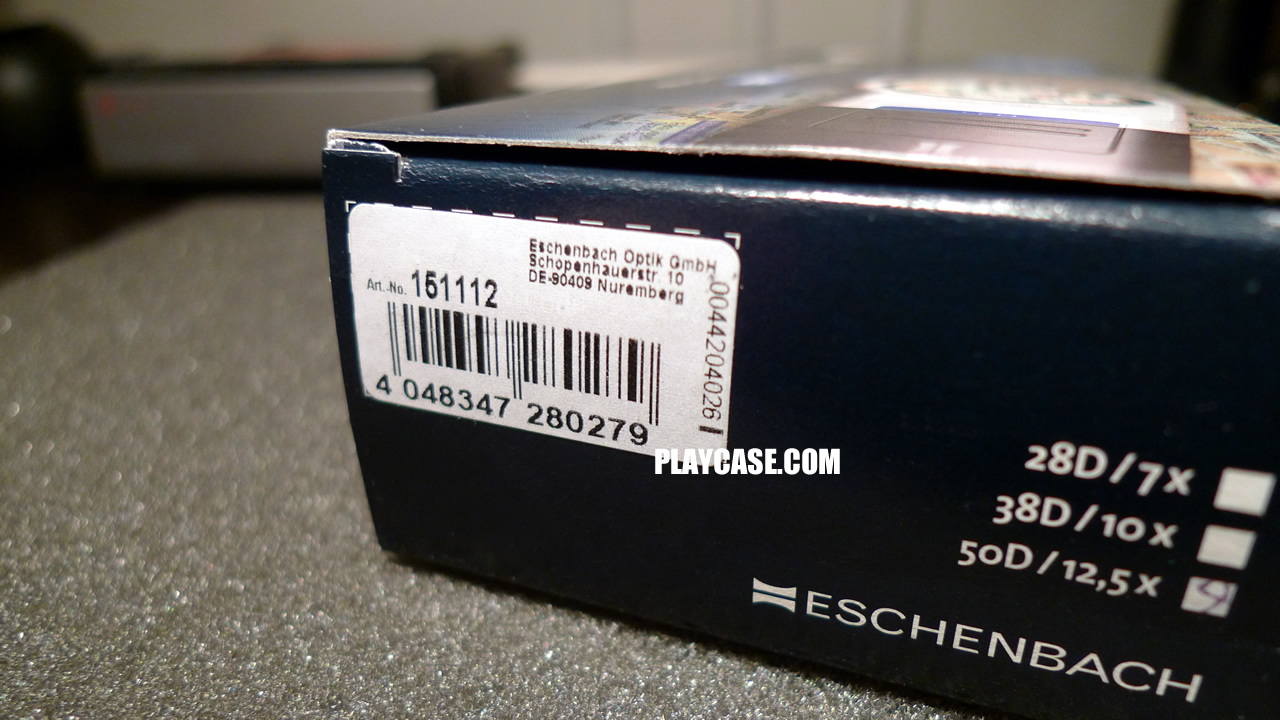 Eschenbach Optik GmbH
Schopenhauerstr. 10
DE-90409 Nuremberg
Art.-No. 151112
0044204026
4 048347 280279
PLAYCASE.COM
28D/7x
38D/10x
50D/12,5x
ESCHENBACH